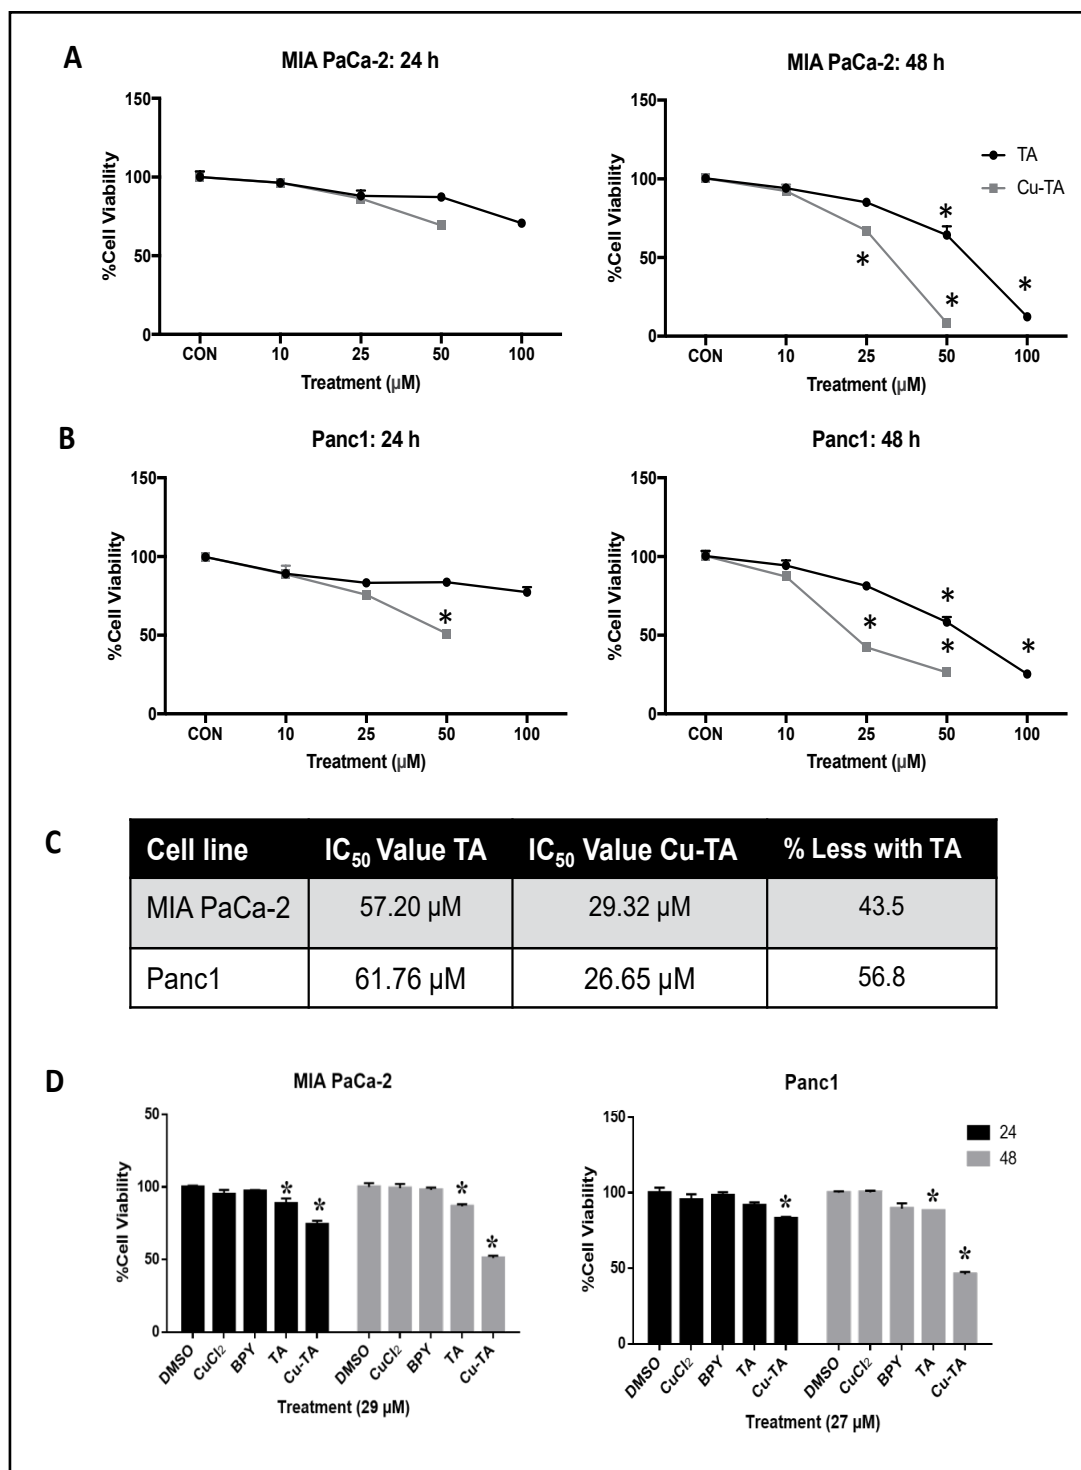 A
MIA PaCa-2: 24 h
MIA PaCa-2: 48 h
150
100
50
0
%Cell Viability
CON 10 25 50 100
Treatment (µM)
150
100
50
0
%Cell Viability
* * * *
CON 10 25 50 100
Treatment (µM)
TA
Cu-TA
B
Panc1: 24 h
Panc1: 48 h
150
100
50
0
%Cell Viability
*
CON 10 25 50 100
Treatment (µM)
150
100
50
0
%Cell Viability
* * * *
CON 10 25 50 100
Treatment (µM)
C
Cell line IC50 Value TA IC50 Value Cu-TA % Less with TA
MIA PaCa-2 57.20 µM 29.32 µM 43.5
Panc1 61.76 µM 26.65 µM 56.8
D
MIA PaCa-2
Panc1
50
100
50
0
%Cell Viability
* * * *
DMSO CuCl2 BPY TA Cu-TA DMSO CuCl2 BPY TA Cu-TA
Treatment (29 µM)
150
100
50
0
%Cell Viability
* * *
DMSO CuCl2 BPY TA Cu-TA DMSO CuCl2 BPY TA Cu-TA
Treatment (27 µM)
24
48